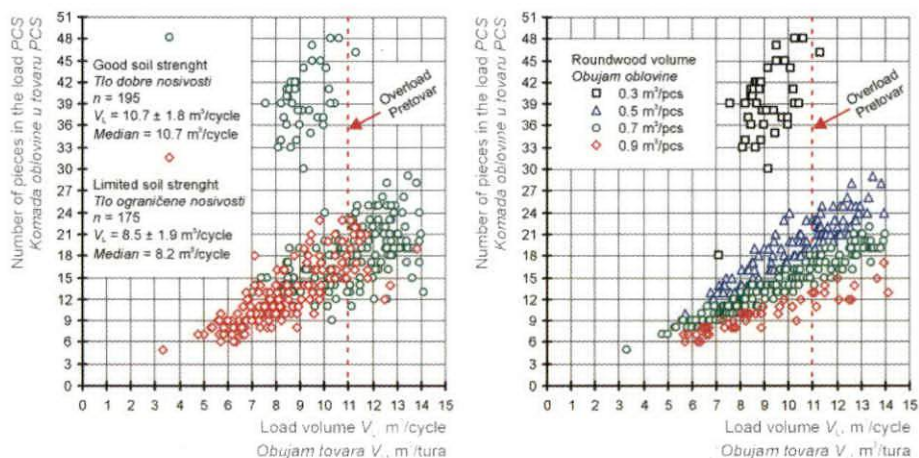 Number of pieces in the load PCS
Komada oblovine u tovaru PCS
51
48
45
42
39
36
33
30
27
24
21
18
15
12
9
6
3
0
Good soil strenght
Tlo dobre nosivosti
n = 195
V_L = 10.7 ± 1.8 m³/cycle
Median = 10.7 m³/cycle
Limited soil strenght
Tlo ograničene nosivosti
n = 175
V_L = 8.5 ± 1.9 m³/cycle
Median = 8.2 m³/cycle
Overload
Pretovar
0 1 2 3 4 5 6 7 8 9 10 11 12 13 14 15
Load volume V_L, m³/cycle
Obujam tovara V , m³/tura
Number of pieces in the load PCS
Komada oblovine u tovaru PCS
51
48
45
42
39
36
33
30
27
24
21
18
15
12
9
6
3
0
Roundwood volume
Obujam oblovine
0.3 m³/pcs
0.5 m³/pcs
0.7 m³/pcs
0.9 m³/pcs
Overload
Pretovar
0 1 2 3 4 5 6 7 8 9 10 11 12 13 14 15
Load volume V_L, m³/cycle
Obujam tovara V , m³/tura